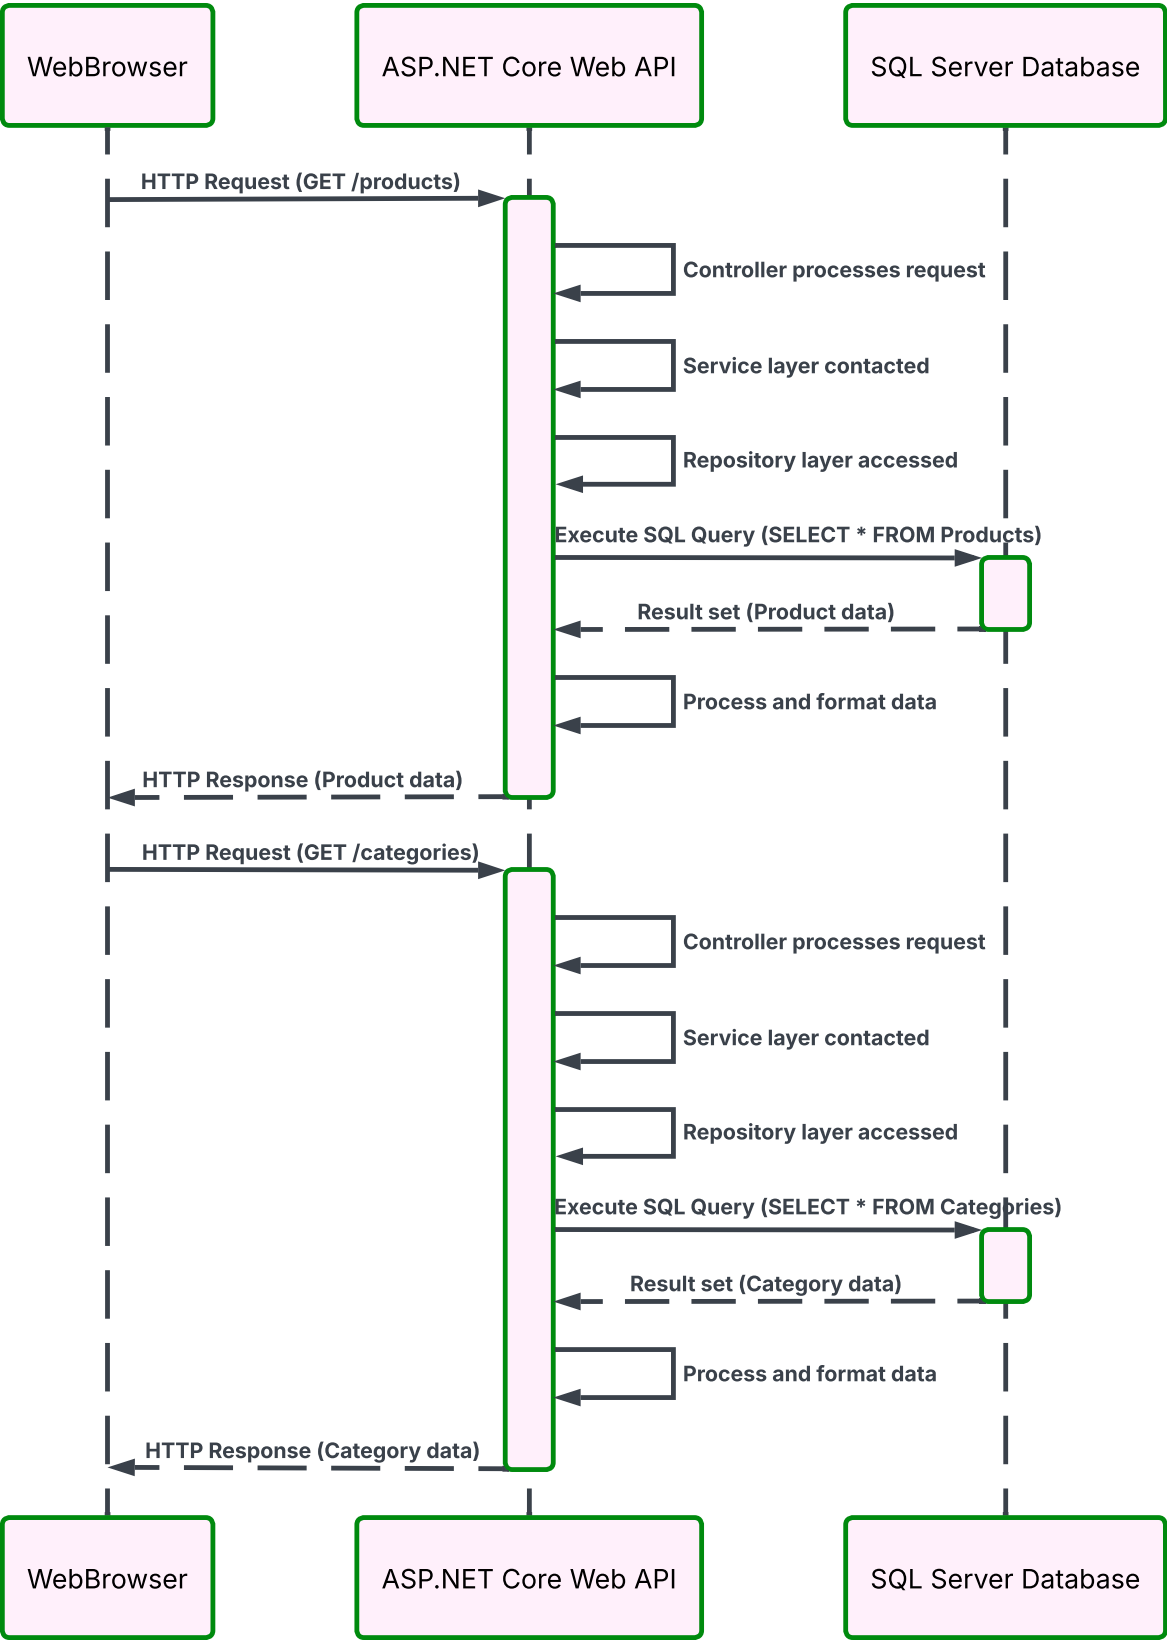 WebBrowser
ASP.NET Core Web API
SQL Server Database
HTTP Request (GET /products)
Controller processes request
Service layer contacted
Repository layer accessed
Execute SQL Query (SELECT * FROM Products)
Result set (Product data)
Process and format data
HTTP Response (Product data)
HTTP Request (GET /categories)
Controller processes request
Service layer contacted
Repository layer accessed
Execute SQL Query (SELECT * FROM Categories)
Result set (Category data)
Process and format data
HTTP Response (Category data)
WebBrowser
ASP.NET Core Web API
SQL Server Database